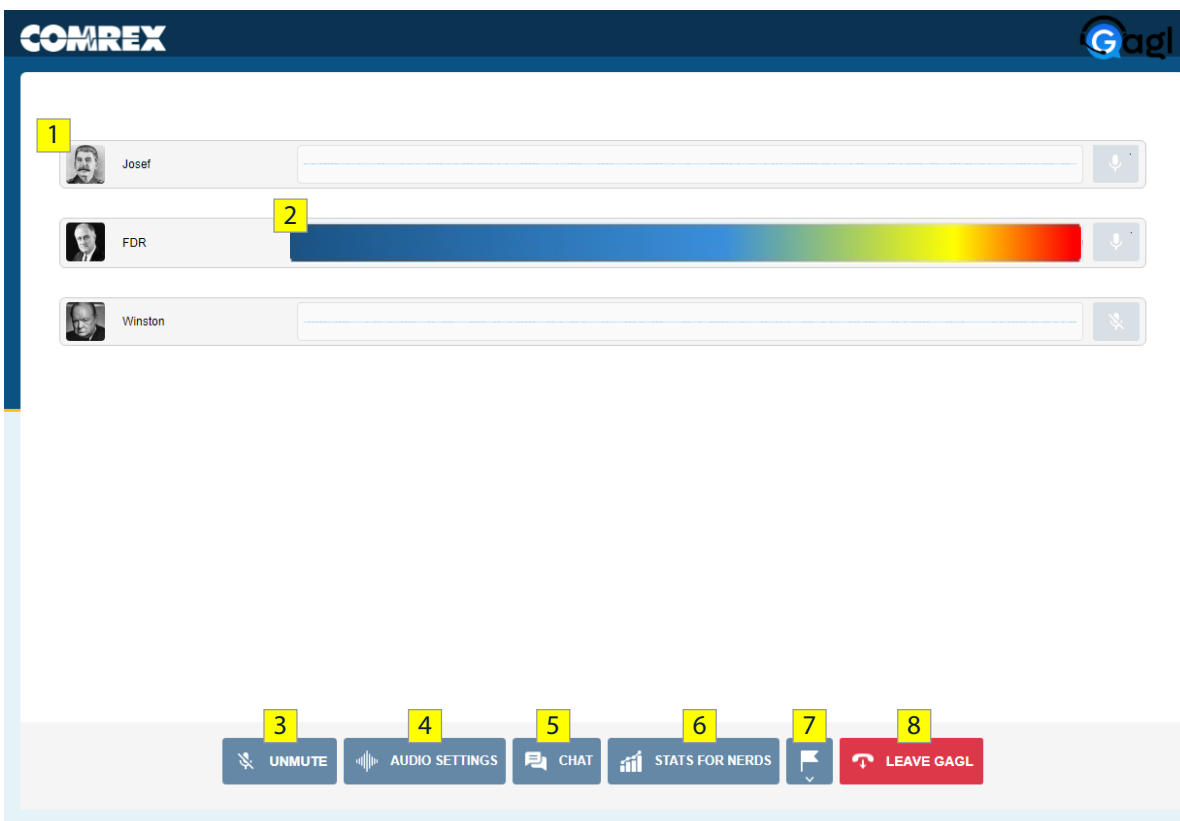 COMREX
Gagl
1
Josef
2
FDR
Winston
3 4 5 6 7 8
UNMUTE AUDIO SETTINGS CHAT STATS FOR NERDS LEAVE GAGL